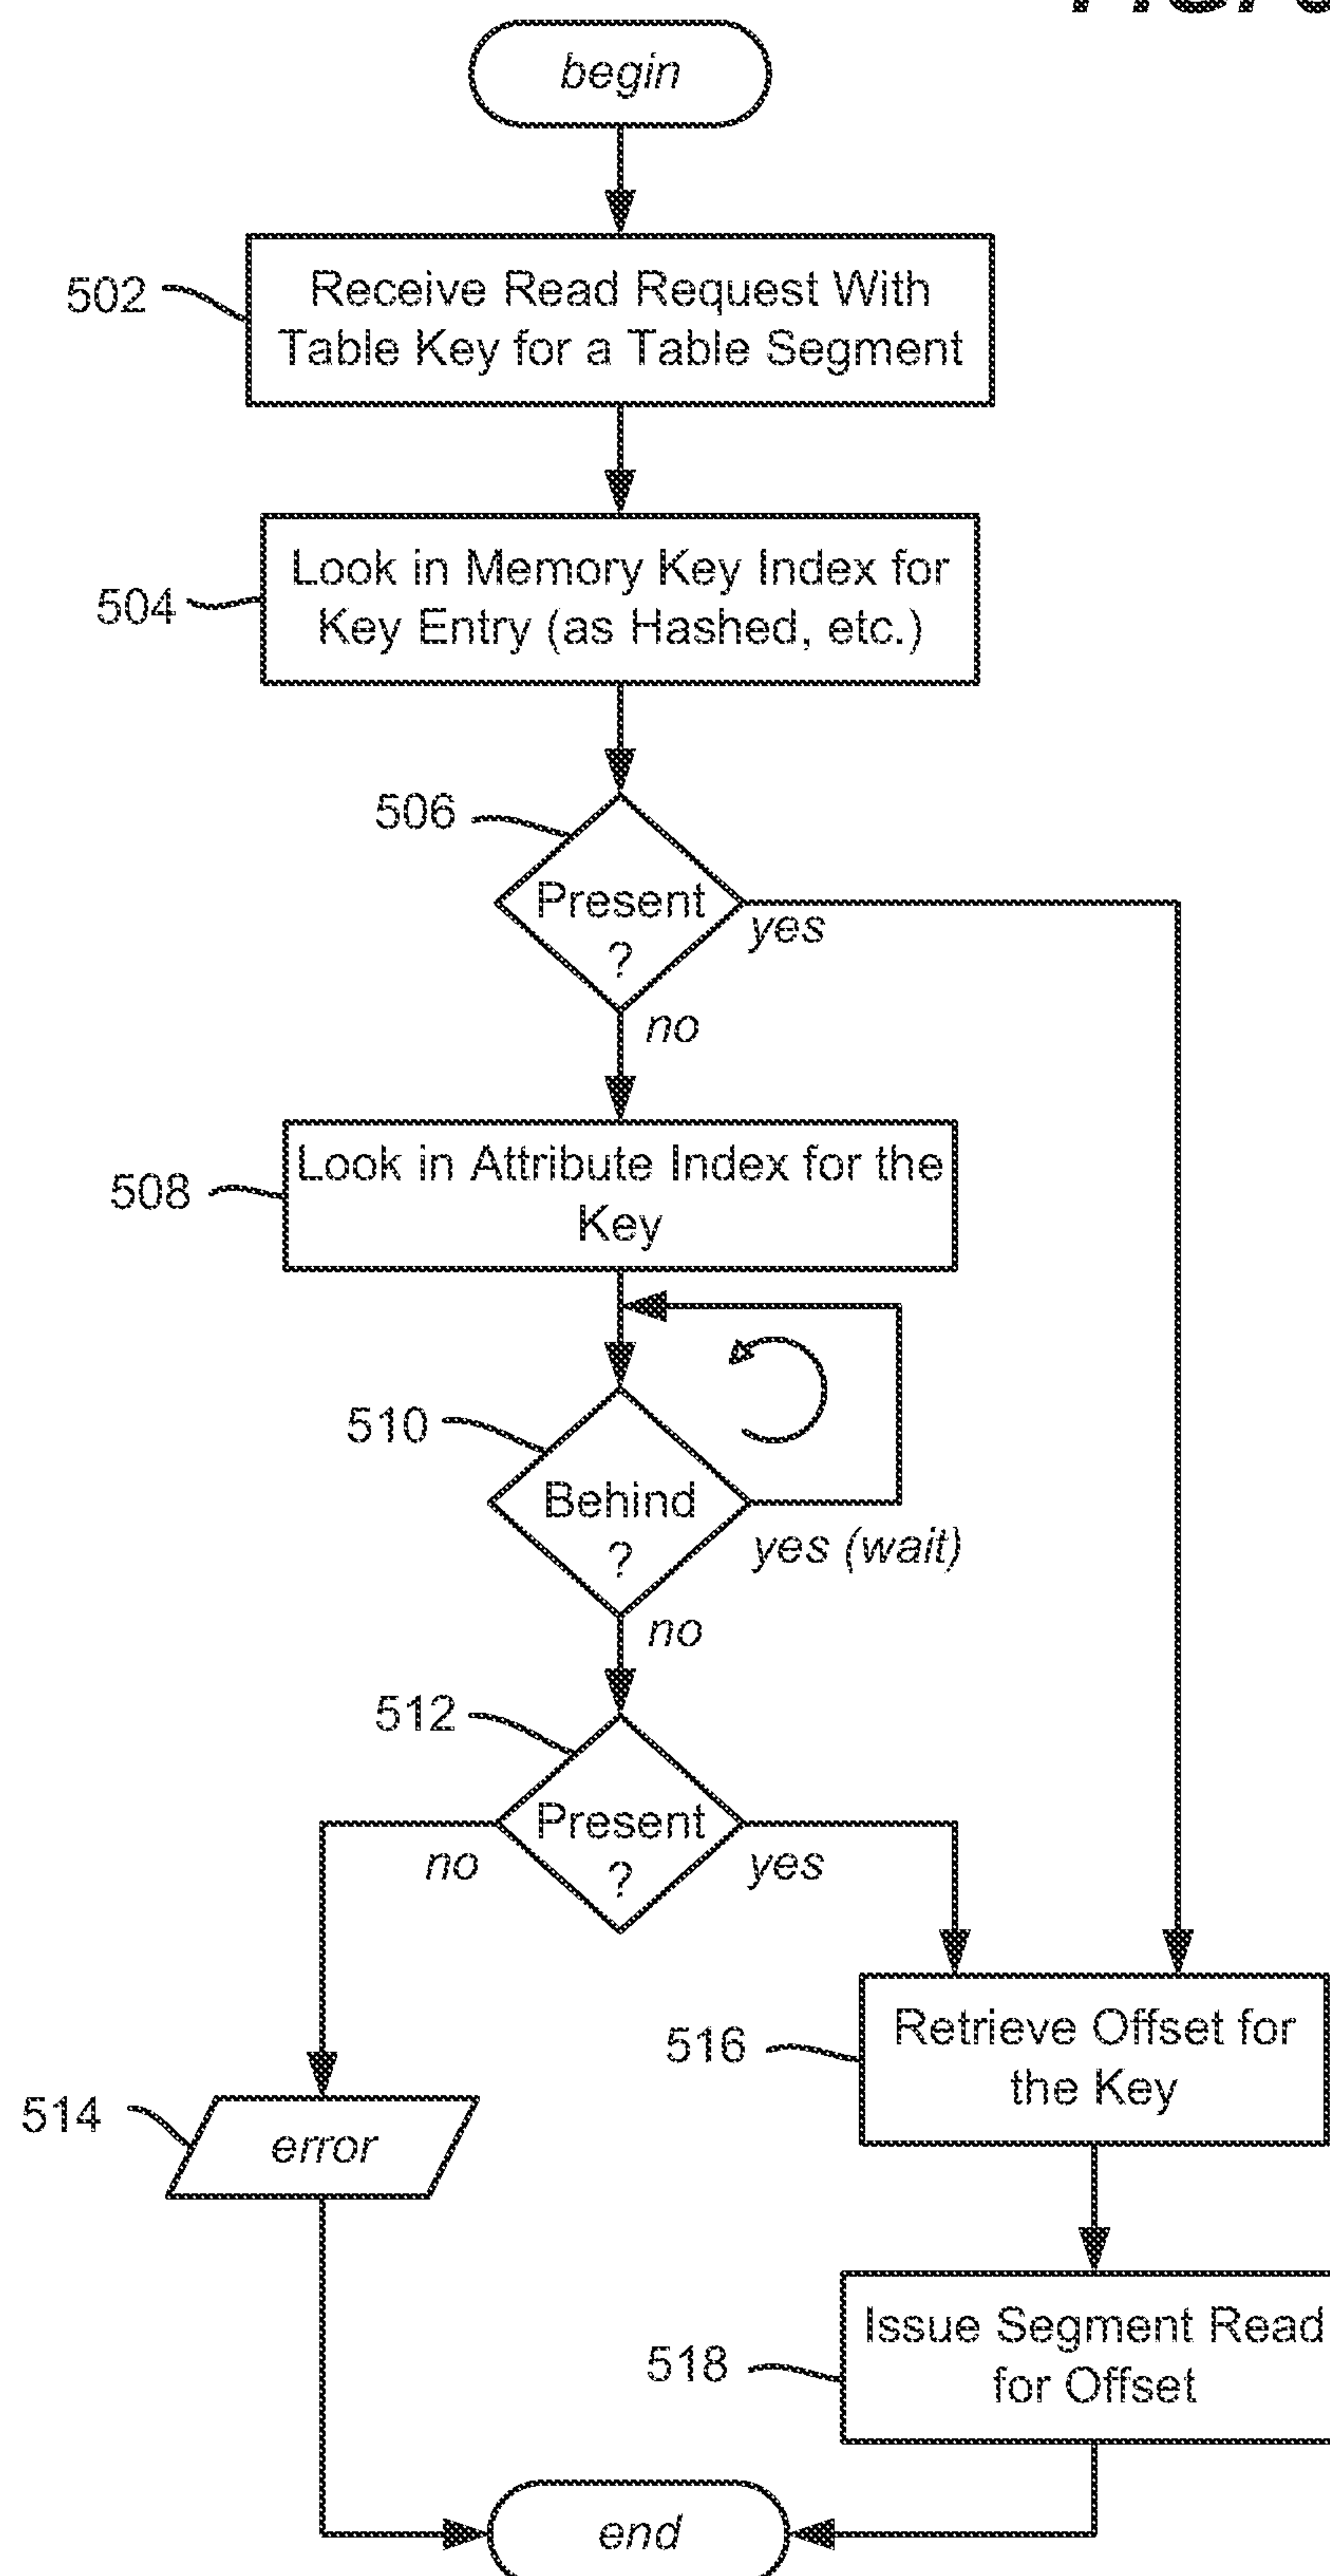 begin
502
Receive Read Request With
Table Key for a Table Segment
504
Look in Memory Key Index for
Key Entry (as Hashed, etc.)
506
Present
?
yes
no
508
Look in Attribute Index for the
Key
510
Behind
?
yes (wait)
no
512
Present
?
no
yes
516
Retrieve Offset for
the Key
514
error
518
Issue Segment Read
for Offset
end